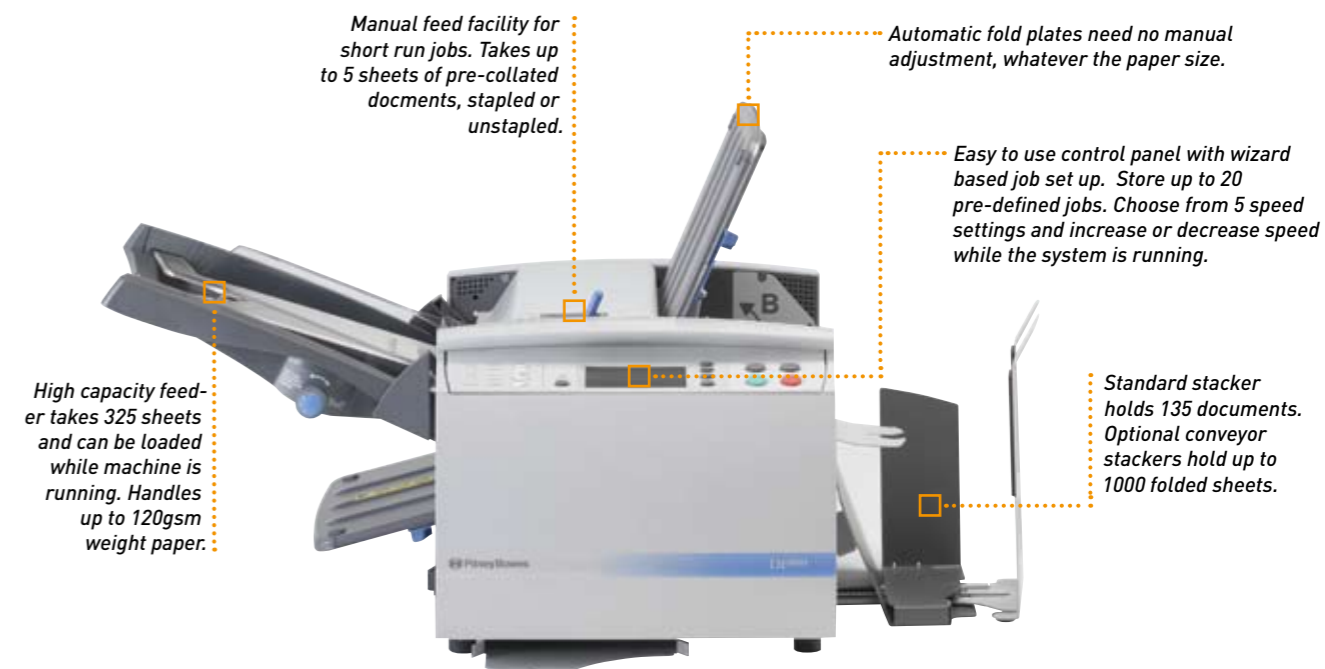 Manual feed facility for
short run jobs. Takes up
to 5 sheets of pre-collated
docments, stapled or
unstapled.
Automatic fold plates need no manual
adjustment, whatever the paper size.
Easy to use control panel with wizard
based job set up.  Store up to 20
pre-defined jobs. Choose from 5 speed
settings and increase or decrease speed
while the system is running.
B
High capacity feed-
er takes 325 sheets
and can be loaded
while machine is
running. Handles
up to 120gsm
weight paper.
Standard stacker
holds 135 documents.
Optional conveyor
stackers hold up to
1000 folded sheets.
Pitney Bowes